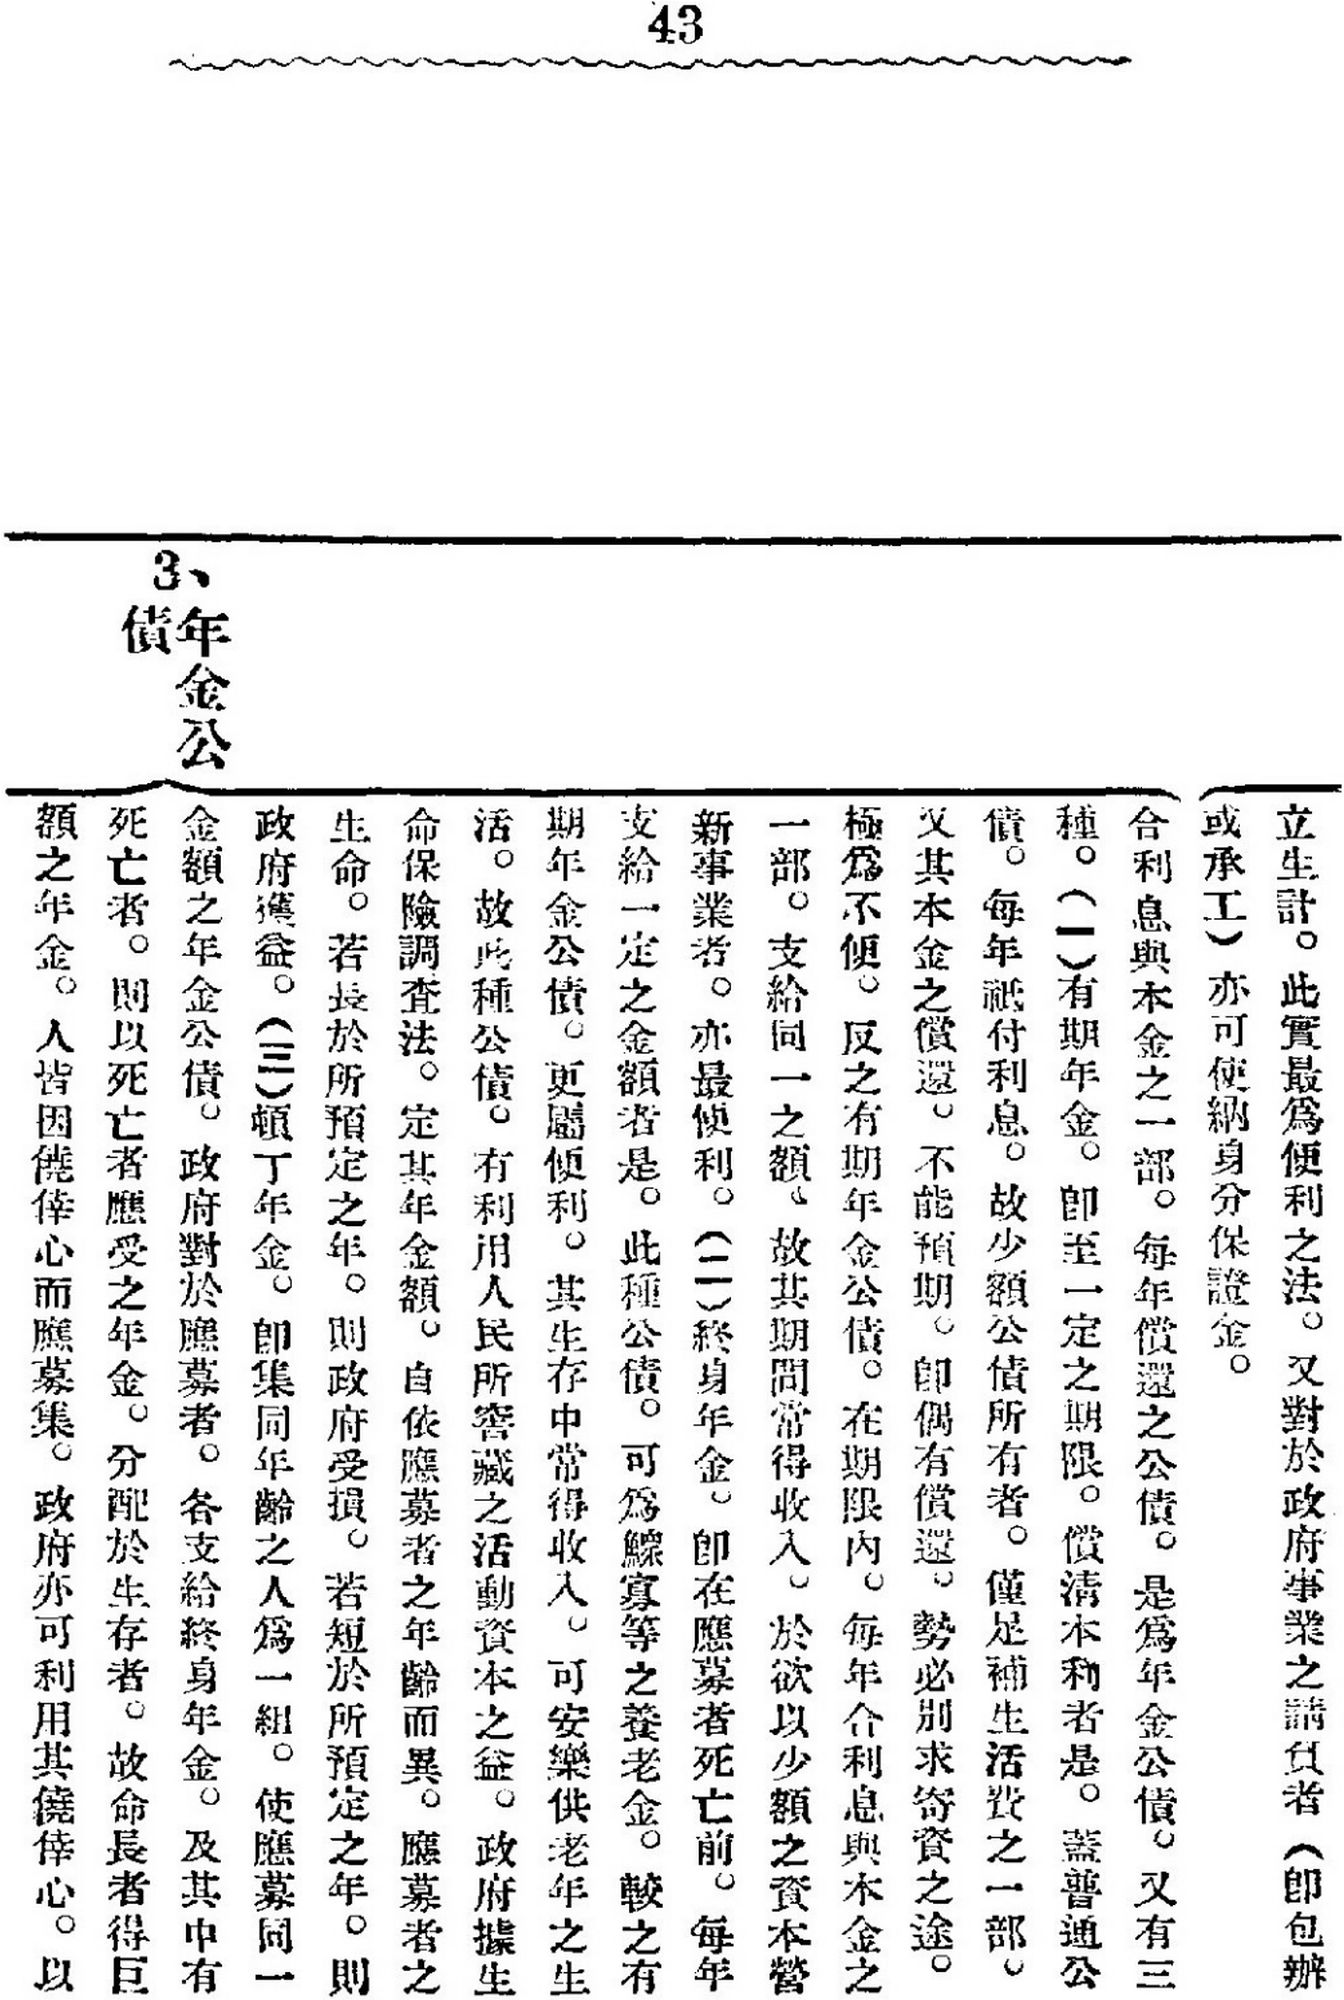 43
立生計。此實最爲便利之法。又對於政府事業之請負者（卽包辦
或承工）亦可使納身分保證金。
3、年金公
債
合利息與本金之一部。每年償還之公債。是爲年金公債。又有三
種。（一）有期年金。卽至一定之期限。償淸本利者是。蓋普通公
債。每年祇付利息。故少額公債所有者。僅足補生活費之一部。
又其本金之償還。不能預期。卽偶有償還。勢必別求寄資之途。
極爲不便。反之有期年金公債。在期限內。每年合利息與本金之
一部。支給同一之額。故其期間常得收入。於欲以少額之資本營
新事業者。亦最便利。（二）終身年金。卽在應募者死亡前。每年
支給一定之金額者是。此種公債。可爲鰥寡等之養老金。較之有
期年金公債。更屬便利。其生存中常得收入。可安樂供老年之生
活。故此種公債。有利用人民所窖藏之活動資本之益。政府據生
命保險調查法。定其年金額。自依應募者之年齡而異。應募者之
生命。若長於所預定之年。則政府受損。若短於所預定之年。則
政府獲益。（三）頓丁年金。卽集同年齡之人爲一組。使應募同一
金額之年金公債。政府對於應募者。各支給終身年金。及其中有
死亡者。則以死亡者應受之年金。分配於生存者。故命長者得巨
額之年金。人皆因僥倖心而應募集。政府亦可利用其僥倖心。以